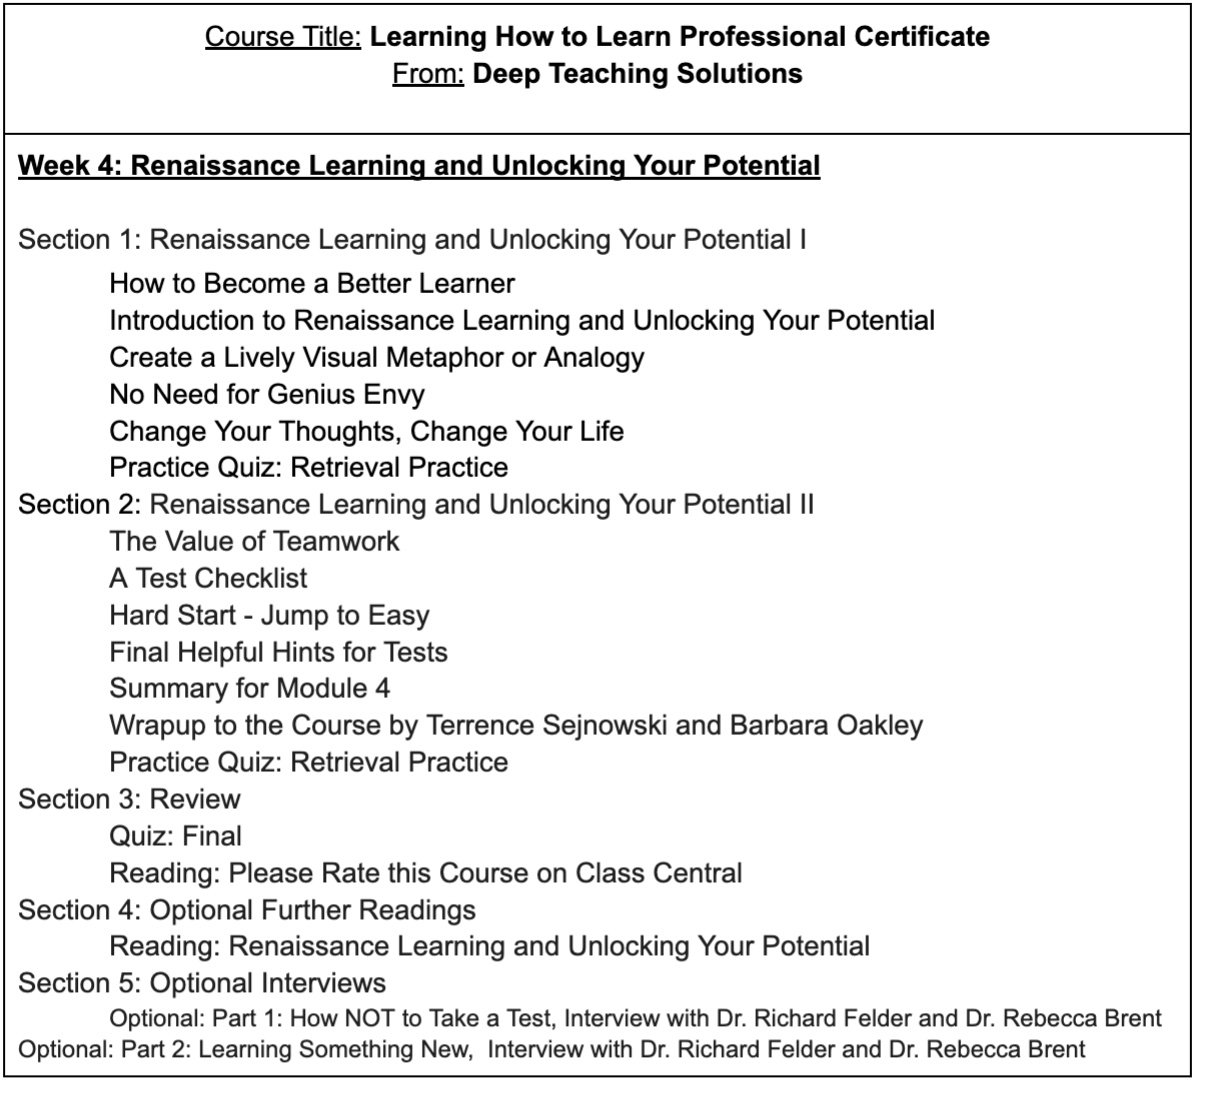 Course Title: Learning How to Learn Professional Certificate
From: Deep Teaching Solutions
Week 4: Renaissance Learning and Unlocking Your Potential
Section 1: Renaissance Learning and Unlocking Your Potential I
How to Become a Better Learner
Introduction to Renaissance Learning and Unlocking Your Potential
Create a Lively Visual Metaphor or Analogy
No Need for Genius Envy
Change Your Thoughts, Change Your Life
Practice Quiz: Retrieval Practice
Section 2: Renaissance Learning and Unlocking Your Potential II
The Value of Teamwork
A Test Checklist
Hard Start - Jump to Easy
Final Helpful Hints for Tests
Summary for Module 4
Wrapup to the Course by Terrence Sejnowski and Barbara Oakley
Practice Quiz: Retrieval Practice
Section 3: Review
Quiz: Final
Reading: Please Rate this Course on Class Central
Section 4: Optional Further Readings
Reading: Renaissance Learning and Unlocking Your Potential
Section 5: Optional Interviews
Optional: Part 1: How NOT to Take a Test, Interview with Dr. Richard Felder and Dr. Rebecca Brent
Optional: Part 2: Learning Something New,  Interview with Dr. Richard Felder and Dr. Rebecca Brent